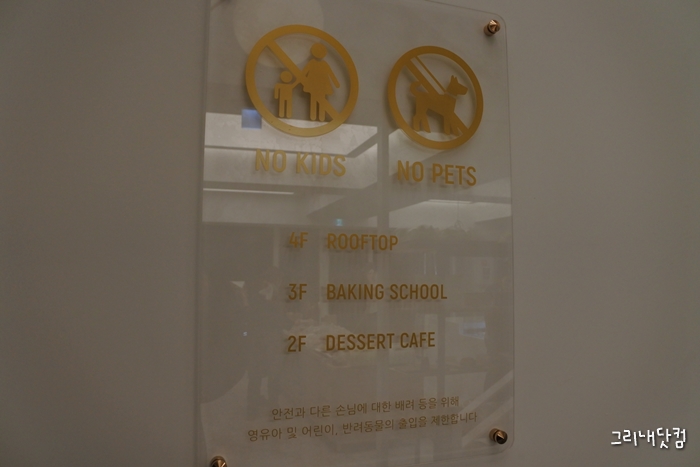 NO KIDS NO PETS
4F ROOFTOP
3F BAKING SCHOOL
2F DESSERT CAFE
안전과 다른 손님에 대한 배려 등을 위해
영유아 및 어린이, 반려동물의 출입을 제한합니다
그리내닷컴